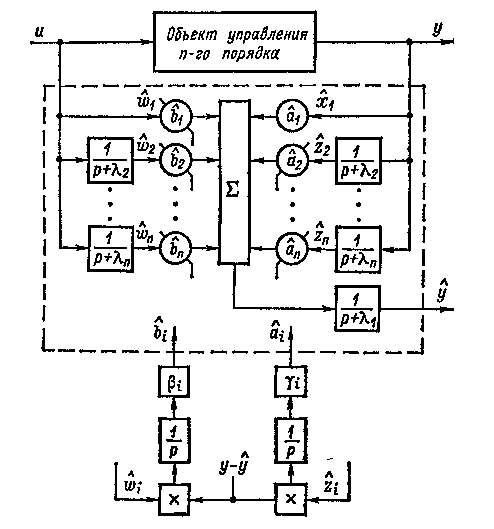 u
Объект управления
n-го порядка
y
ŵ₁
b̂₁
Σ
â₁
x̂₁
1/(p+λ₂)
ŵ₂
b̂₂
â₂
ẑ₂
1/(p+λ₂)
1/(p+λₙ)
ŵₙ
b̂ₙ
âₙ
ẑₙ
1/(p+λₙ)
1/(p+λ₁)
ŷ
b̂ᵢ
âᵢ
βᵢ
γᵢ
1/p
1/p
ŵᵢ
×
y-ŷ
×
ẑᵢ